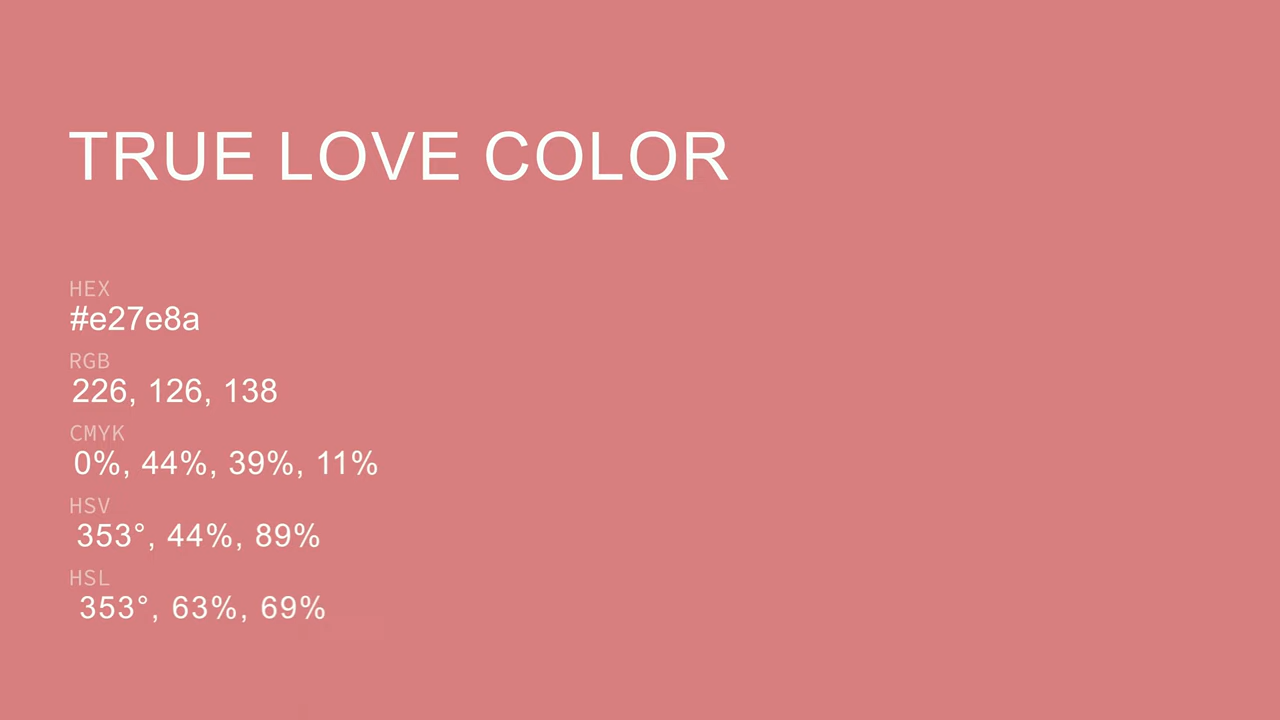 TRUE LOVE COLOR
HEX
#e27e8a
RGB
226, 126, 138
CMYK
0%, 44%, 39%, 11%
HSV
353°, 44%, 89%
HSL
353°, 63%, 69%